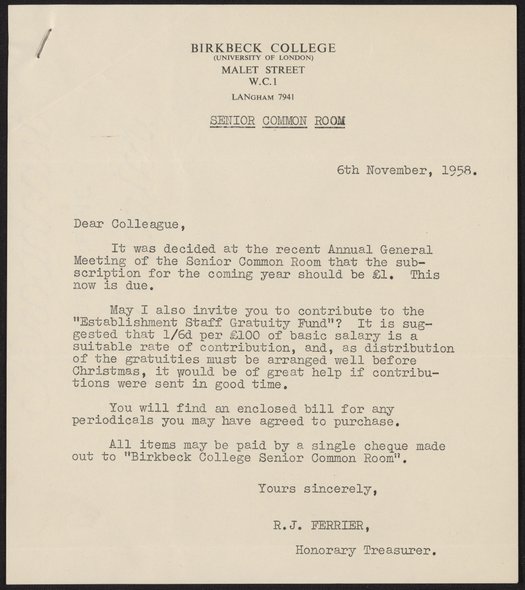 BIRKBECK COLLEGE
(UNIVERSITY OF LONDON)
MALET STREET
W.C.1
LANGHAM 7941
SENIOR COMMON ROOM
6th November, 1958.
Dear Colleague,
It was decided at the recent Annual General
Meeting of the Senior Common Room that the sub-
scription for the coming year should be £1. This
now is due.
May I also invite you to contribute to the
"Establishment Staff Gratuity Fund"? It is sug-
gested that 1/6d per £100 of basic salary is a
suitable rate of contribution, and, as distribution
of the gratuities must be arranged well before
Christmas, it would be of great help if contribu-
tions were sent in good time.
You will find an enclosed bill for any
periodicals you may have agreed to purchase.
All items may be paid by a single cheque made
out to "Birkbeck College Senior Common Room".
Yours sincerely,
R.J. FERRIER,
Honorary Treasurer.